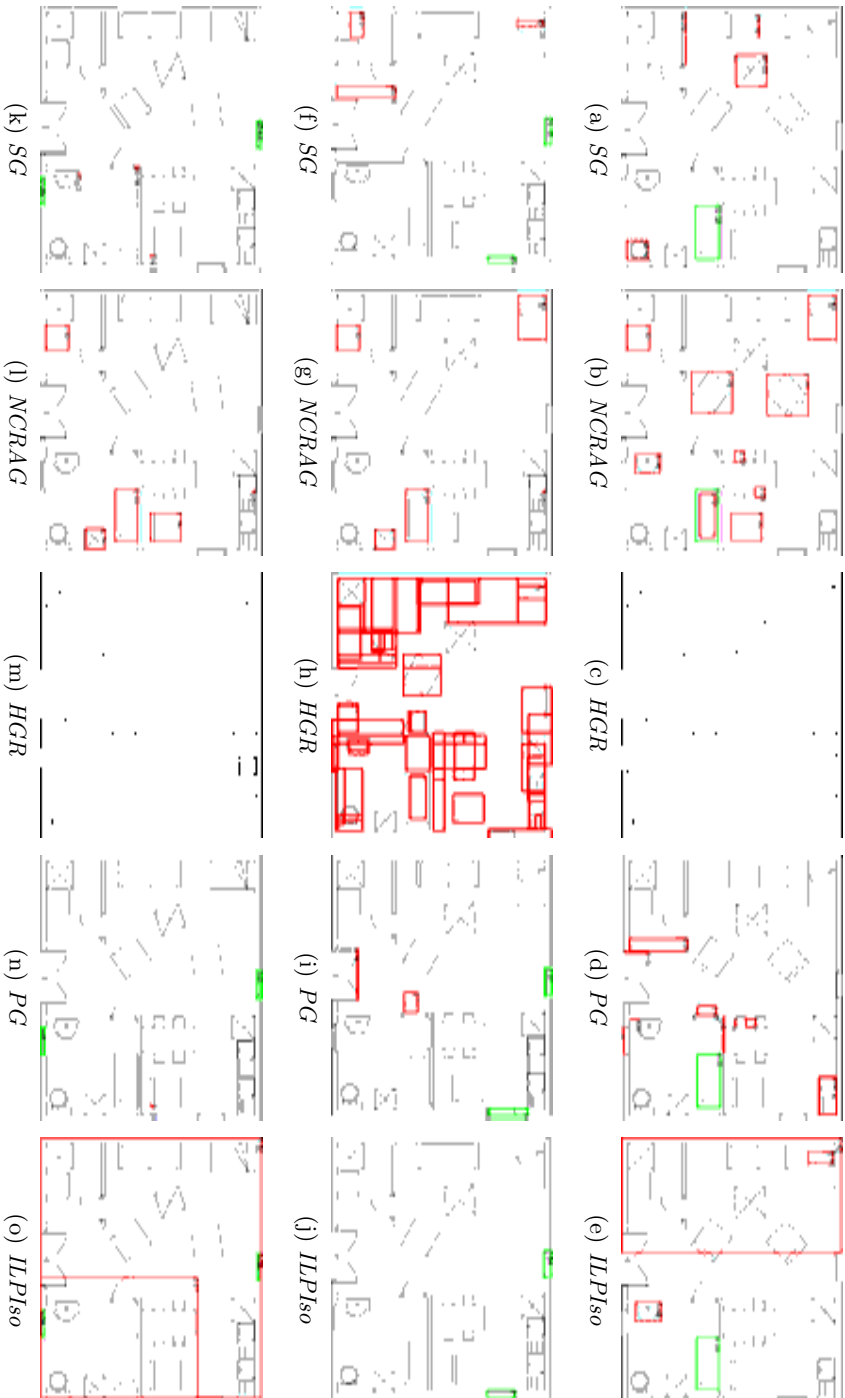 (a) SG
(b) NCRAG
(c) HGR
(d) PG
(e) ILPIso
(f) SG
(g) NCRAG
(h) HGR
(i) PG
(j) ILPIso
(k) SG
(l) NCRAG
(m) HGR
(n) PG
(o) ILPIso